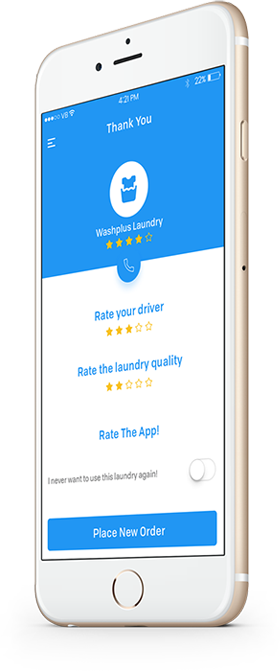 VB
4:21 PM
22%
Thank You
Washplus Laundry
Rate your driver
Rate the laundry quality
Rate The App!
I never want to use this laundry again!
Place New Order